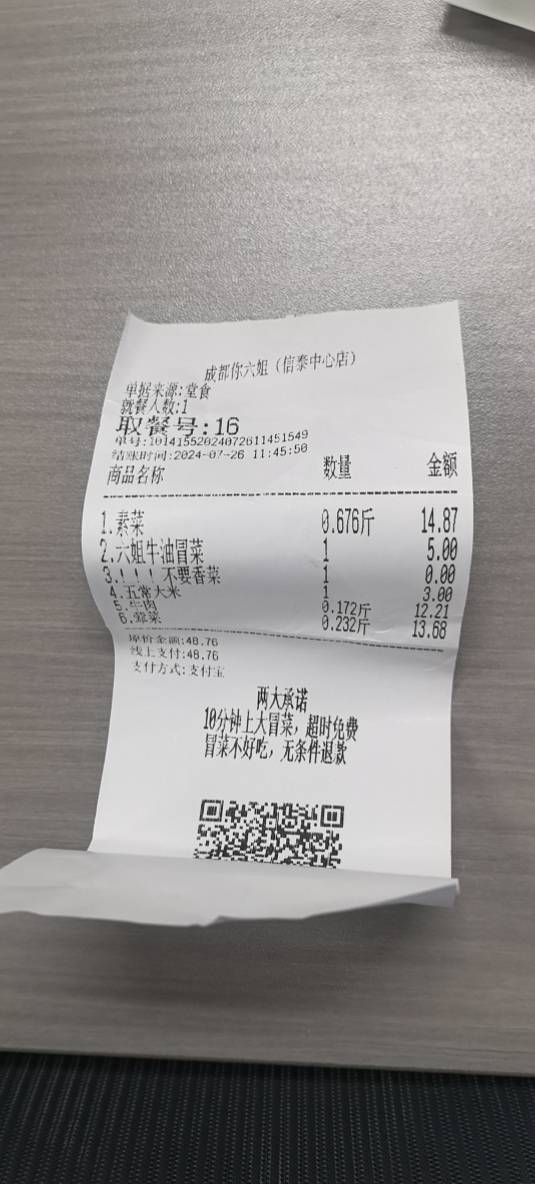 成都你六姐（信泰中心店）
单据来源:堂食
就餐人数:1
取餐号:16
单号:10141552024072611451549
结账时间:2024-07-26 11:45:50
商品名称 数量 金额
1.素菜 0.676斤 14.87
2.六姐牛油冒菜 1 5.00
3.！！！不要香菜 1 0.00
4.五常大米 1 3.00
5.牛肉 0.172斤 12.21
6.荤菜 0.232斤 13.68
原价金额:48.76
线上支付:48.76
支付方式:支付宝
两大承诺
10分钟上大冒菜，超时免费
冒菜不好吃，无条件退款